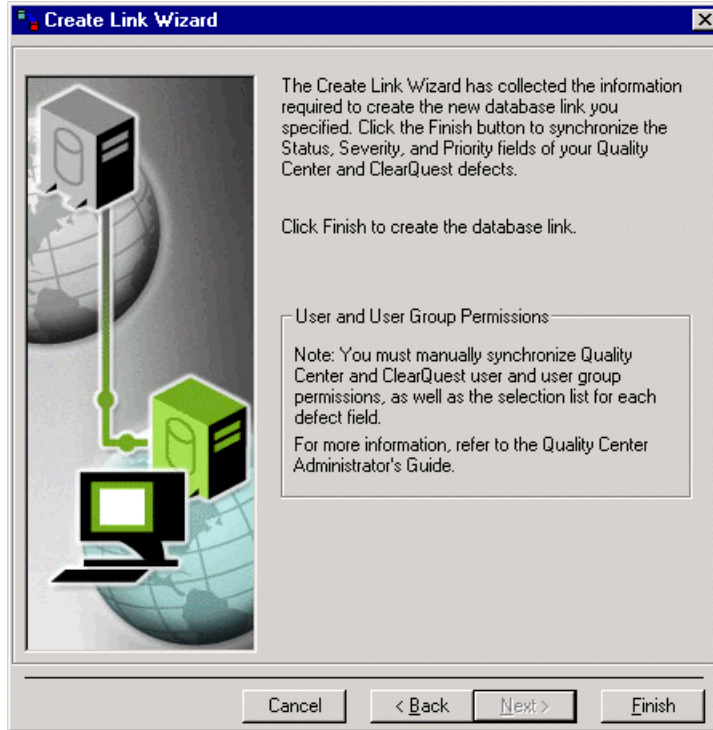 Create Link Wizard
The Create Link Wizard has collected the information
required to create the new database link you
specified. Click the Finish button to synchronize the
Status, Severity, and Priority fields of your Quality
Center and ClearQuest defects.
Click Finish to create the database link.
User and User Group Permissions
Note: You must manually synchronize Quality
Center and ClearQuest user and user group
permissions, as well as the selection list for each
defect field.
For more information, refer to the Quality Center
Administrator's Guide.
Cancel
< Back
Next >
Finish